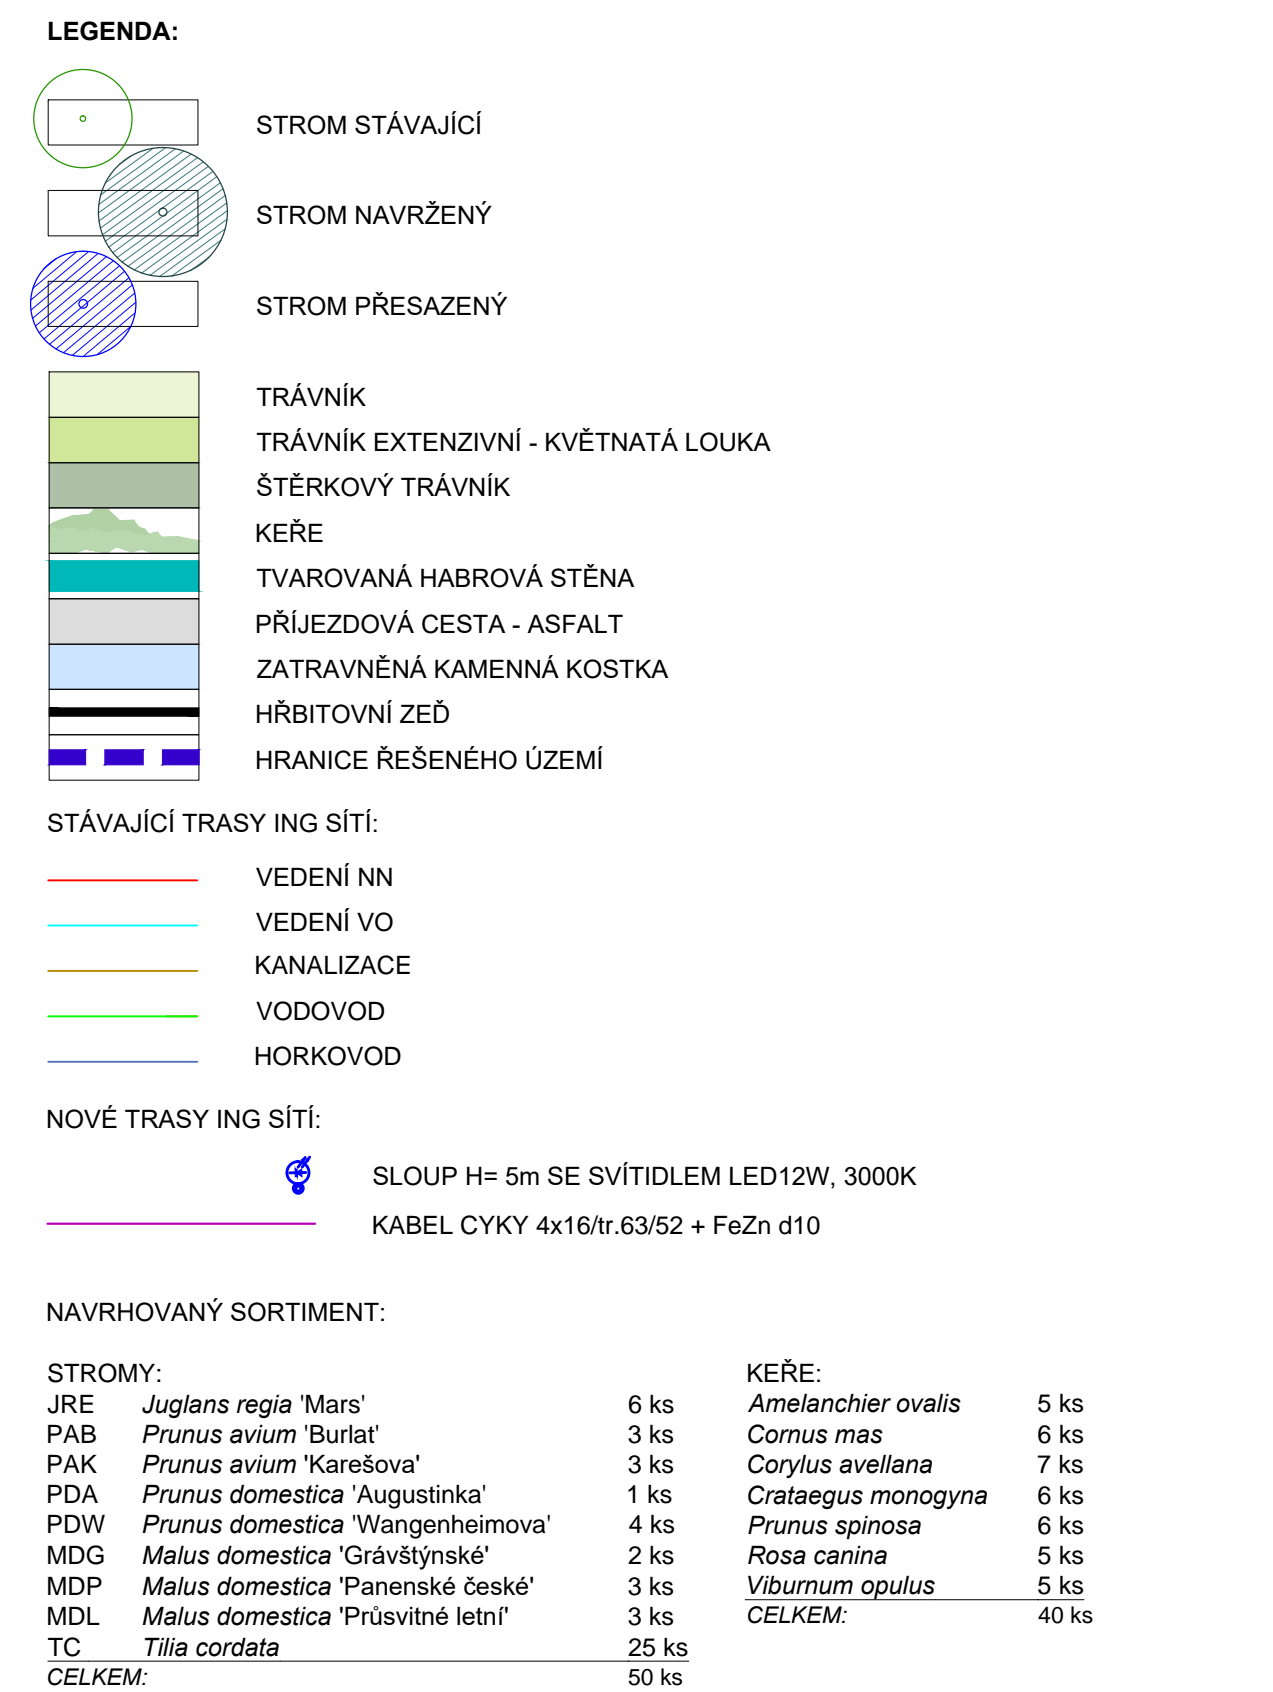 LEGENDA:
STROM STÁVAJÍCÍ
STROM NAVRŽENÝ
STROM PŘESAZENÝ
TRÁVNÍK
TRÁVNÍK EXTENZIVNÍ - KVĚTNATÁ LOUKA
ŠTĚRKOVÝ TRÁVNÍK
KEŘE
TVAROVANÁ HABROVÁ STĚNA
PŘÍJEZDOVÁ CESTA - ASFALT
ZATRAVNĚNÁ KAMENNÁ KOSTKA
HŘBITOVNÍ ZEĎ
HRANICE ŘEŠENÉHO ÚZEMÍ
STÁVAJÍCÍ TRASY ING SÍTÍ:
VEDENÍ NN
VEDENÍ VO
KANALIZACE
VODOVOD
HORKOVOD
NOVÉ TRASY ING SÍTÍ:
SLOUP H= 5m SE SVÍTIDLEM LED12W, 3000K
KABEL CYKY 4x16/tr.63/52 + FeZn d10
NAVRHOVANÝ SORTIMENT:
STROMY:
JRE Juglans regia 'Mars' 6 ks
PAB Prunus avium 'Burlat' 3 ks
PAK Prunus avium 'Karešova' 3 ks
PDA Prunus domestica 'Augustinka' 1 ks
PDW Prunus domestica 'Wangenheimova' 4 ks
MDG Malus domestica 'Grávštýnské' 2 ks
MDP Malus domestica 'Panenské české' 3 ks
MDL Malus domestica 'Průsvitné letní' 3 ks
TC Tilia cordata 25 ks
CELKEM: 50 ks
KEŘE:
Amelanchier ovalis 5 ks
Cornus mas 6 ks
Corylus avellana 7 ks
Crataegus monogyna 6 ks
Prunus spinosa 6 ks
Rosa canina 5 ks
Viburnum opulus 5 ks
CELKEM: 40 ks